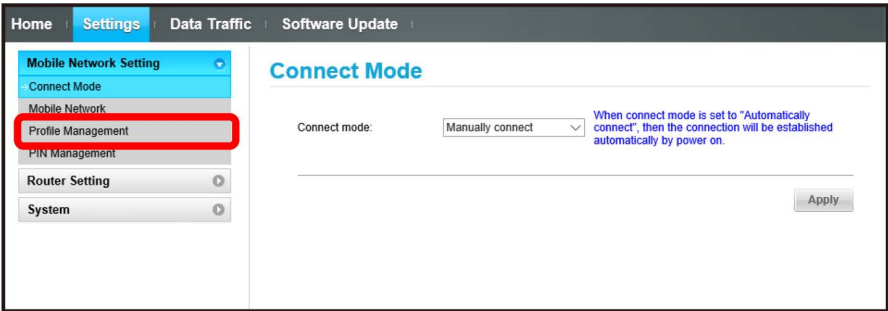 Home Settings Data Traffic Software Update
Mobile Network Setting
Connect Mode
Mobile Network
Profile Management
PIN Management
Router Setting
System
Connect Mode
Connect mode:
Manually connect
When connect mode is set to "Automatically
connect", then the connection will be established
automatically by power on.
Apply